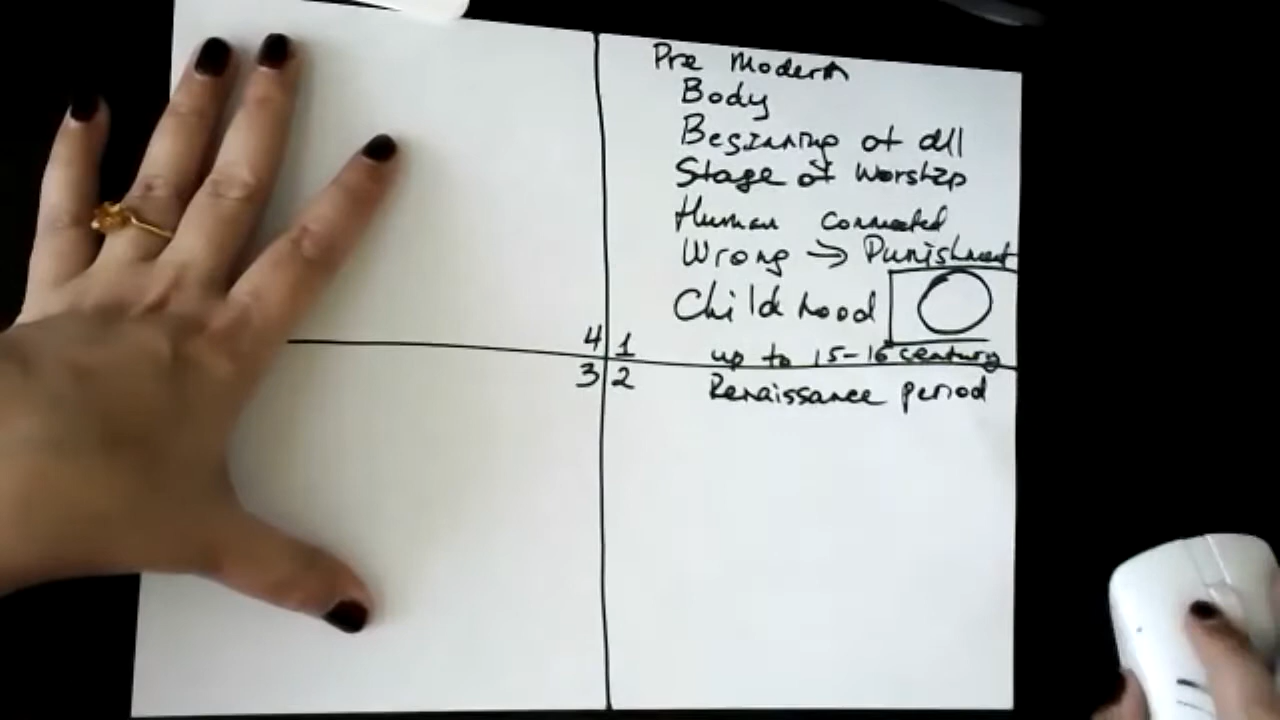 Pre Modern
Body
Beginning of all
Stage of worship
Human connected
Wrong → Punishment
Childhood
up to 15-16 century
4 1
3 2
Renaissance period